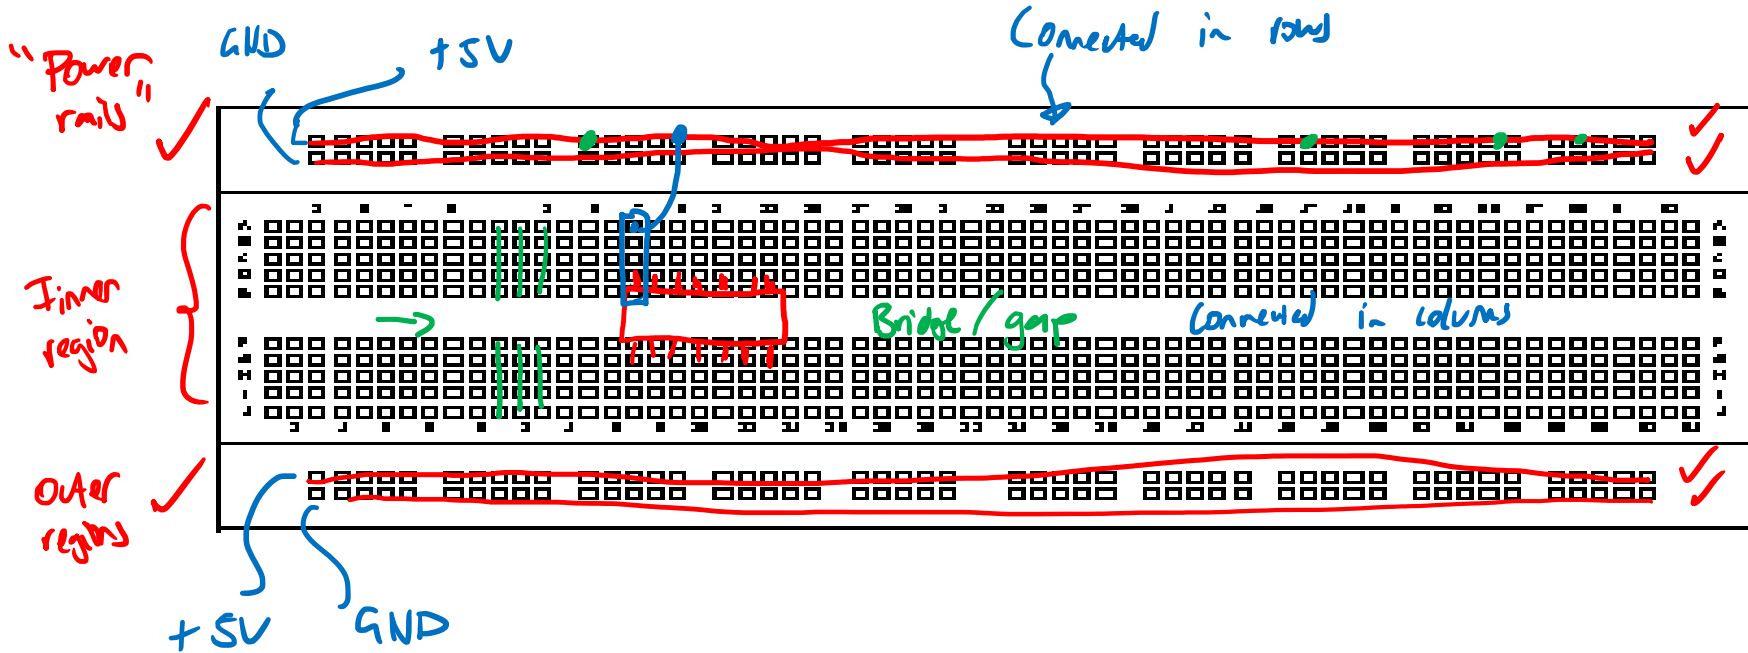 GND
+5V
Connected in rows
"Power
rails"
Inner
region
Bridge/gap
Connected in columns
Outer
regions
+5V
GND